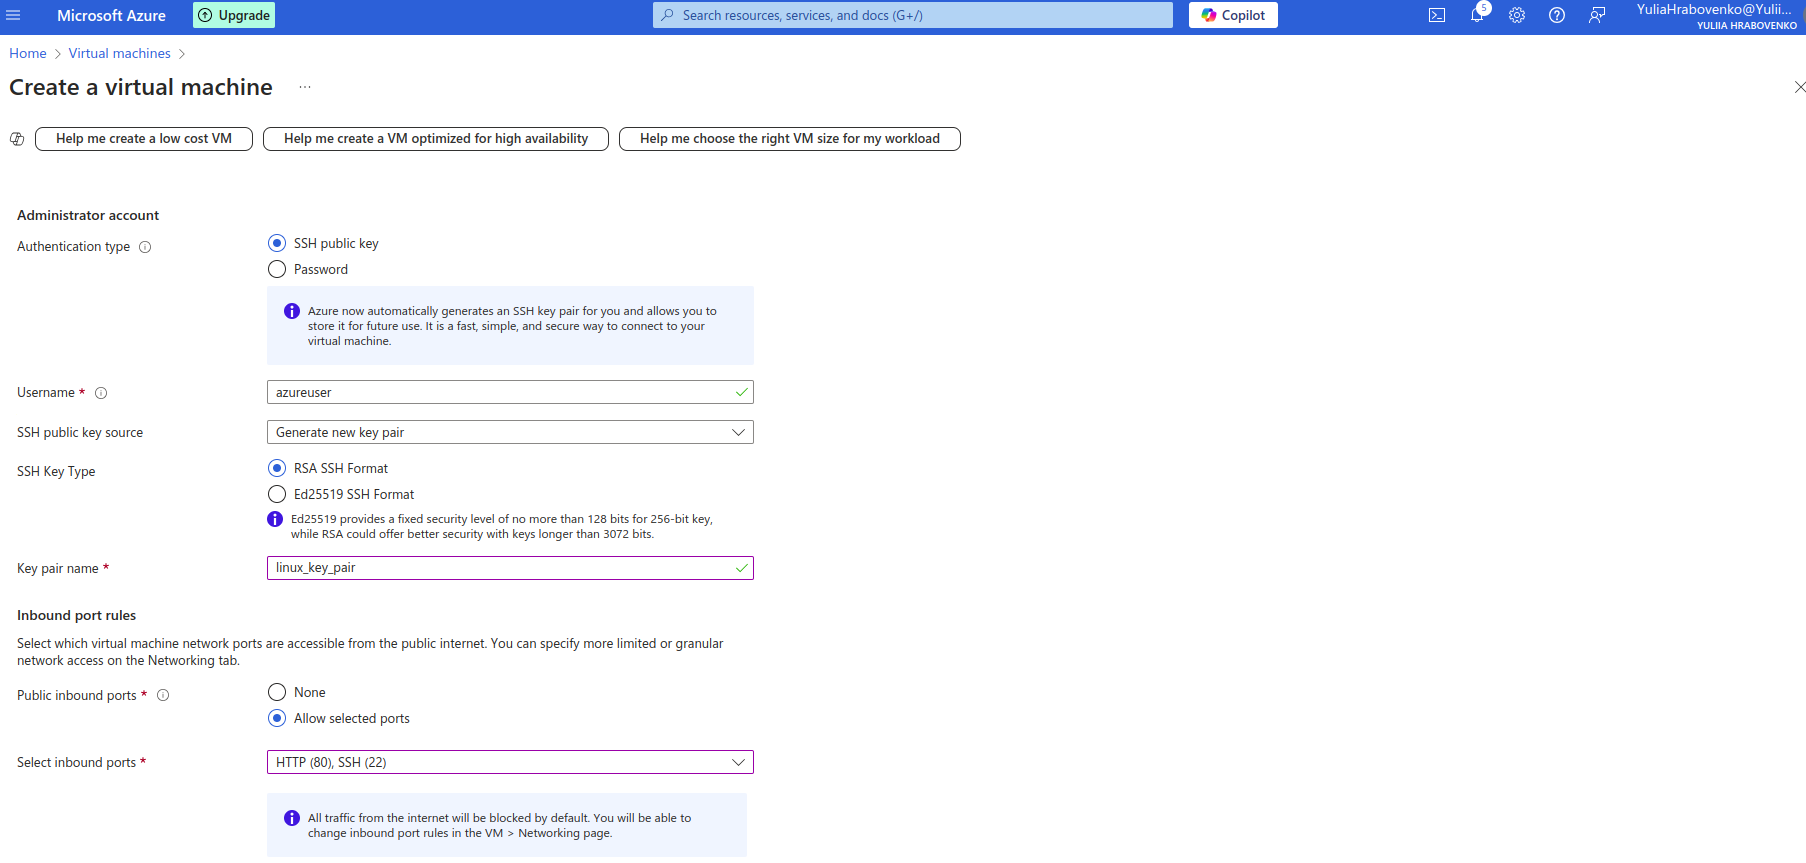 Microsoft Azure
Upgrade
Search resources, services, and docs (G+/)
Copilot
5
YuliaHrabovenko@Yulii...
YULIIA HRABOVENKO
Home > Virtual machines >
Create a virtual machine ...
Help me create a low cost VM
Help me create a VM optimized for high availability
Help me choose the right VM size for my workload
Administrator account
Authentication type
SSH public key
Password
Azure now automatically generates an SSH key pair for you and allows you to
store it for future use. It is a fast, simple, and secure way to connect to your
virtual machine.
Username *
azureuser
SSH public key source
Generate new key pair
SSH Key Type
RSA SSH Format
Ed25519 SSH Format
Ed25519 provides a fixed security level of no more than 128 bits for 256-bit key,
while RSA could offer better security with keys longer than 3072 bits.
Key pair name *
linux_key_pair
Inbound port rules
Select which virtual machine network ports are accessible from the public internet. You can specify more limited or granular
network access on the Networking tab.
Public inbound ports *
None
Allow selected ports
Select inbound ports *
HTTP (80), SSH (22)
All traffic from the internet will be blocked by default. You will be able to
change inbound port rules in the VM > Networking page.